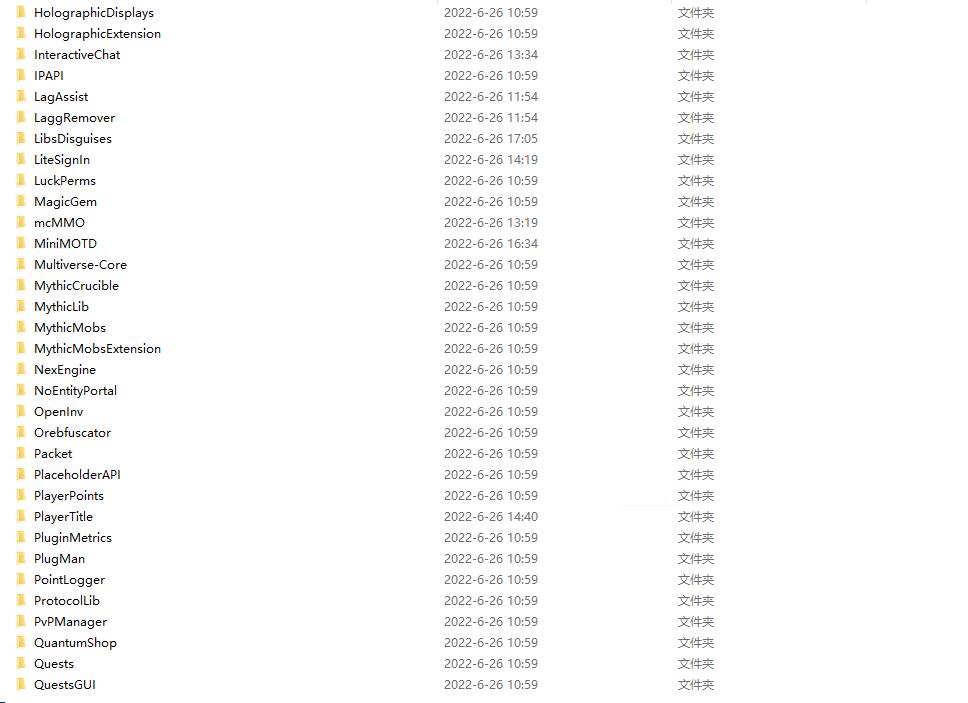 HolographicDisplays 2022-6-26 10:59 文件夹
HolographicExtension 2022-6-26 10:59 文件夹
InteractiveChat 2022-6-26 13:34 文件夹
IPAPI 2022-6-26 10:59 文件夹
LagAssist 2022-6-26 11:54 文件夹
LaggRemover 2022-6-26 11:54 文件夹
LibsDisguises 2022-6-26 17:05 文件夹
LiteSignIn 2022-6-26 14:19 文件夹
LuckPerms 2022-6-26 10:59 文件夹
MagicGem 2022-6-26 10:59 文件夹
mcMMO 2022-6-26 13:19 文件夹
MiniMOTD 2022-6-26 16:34 文件夹
Multiverse-Core 2022-6-26 10:59 文件夹
MythicCrucible 2022-6-26 10:59 文件夹
MythicLib 2022-6-26 10:59 文件夹
MythicMobs 2022-6-26 10:59 文件夹
MythicMobsExtension 2022-6-26 10:59 文件夹
NexEngine 2022-6-26 10:59 文件夹
NoEntityPortal 2022-6-26 10:59 文件夹
OpenInv 2022-6-26 10:59 文件夹
Orebfuscator 2022-6-26 10:59 文件夹
Packet 2022-6-26 10:59 文件夹
PlaceholderAPI 2022-6-26 10:59 文件夹
PlayerPoints 2022-6-26 10:59 文件夹
PlayerTitle 2022-6-26 14:40 文件夹
PluginMetrics 2022-6-26 10:59 文件夹
PlugMan 2022-6-26 10:59 文件夹
PointLogger 2022-6-26 10:59 文件夹
ProtocolLib 2022-6-26 10:59 文件夹
PvPManager 2022-6-26 10:59 文件夹
QuantumShop 2022-6-26 10:59 文件夹
Quests 2022-6-26 10:59 文件夹
QuestsGUI 2022-6-26 10:59 文件夹